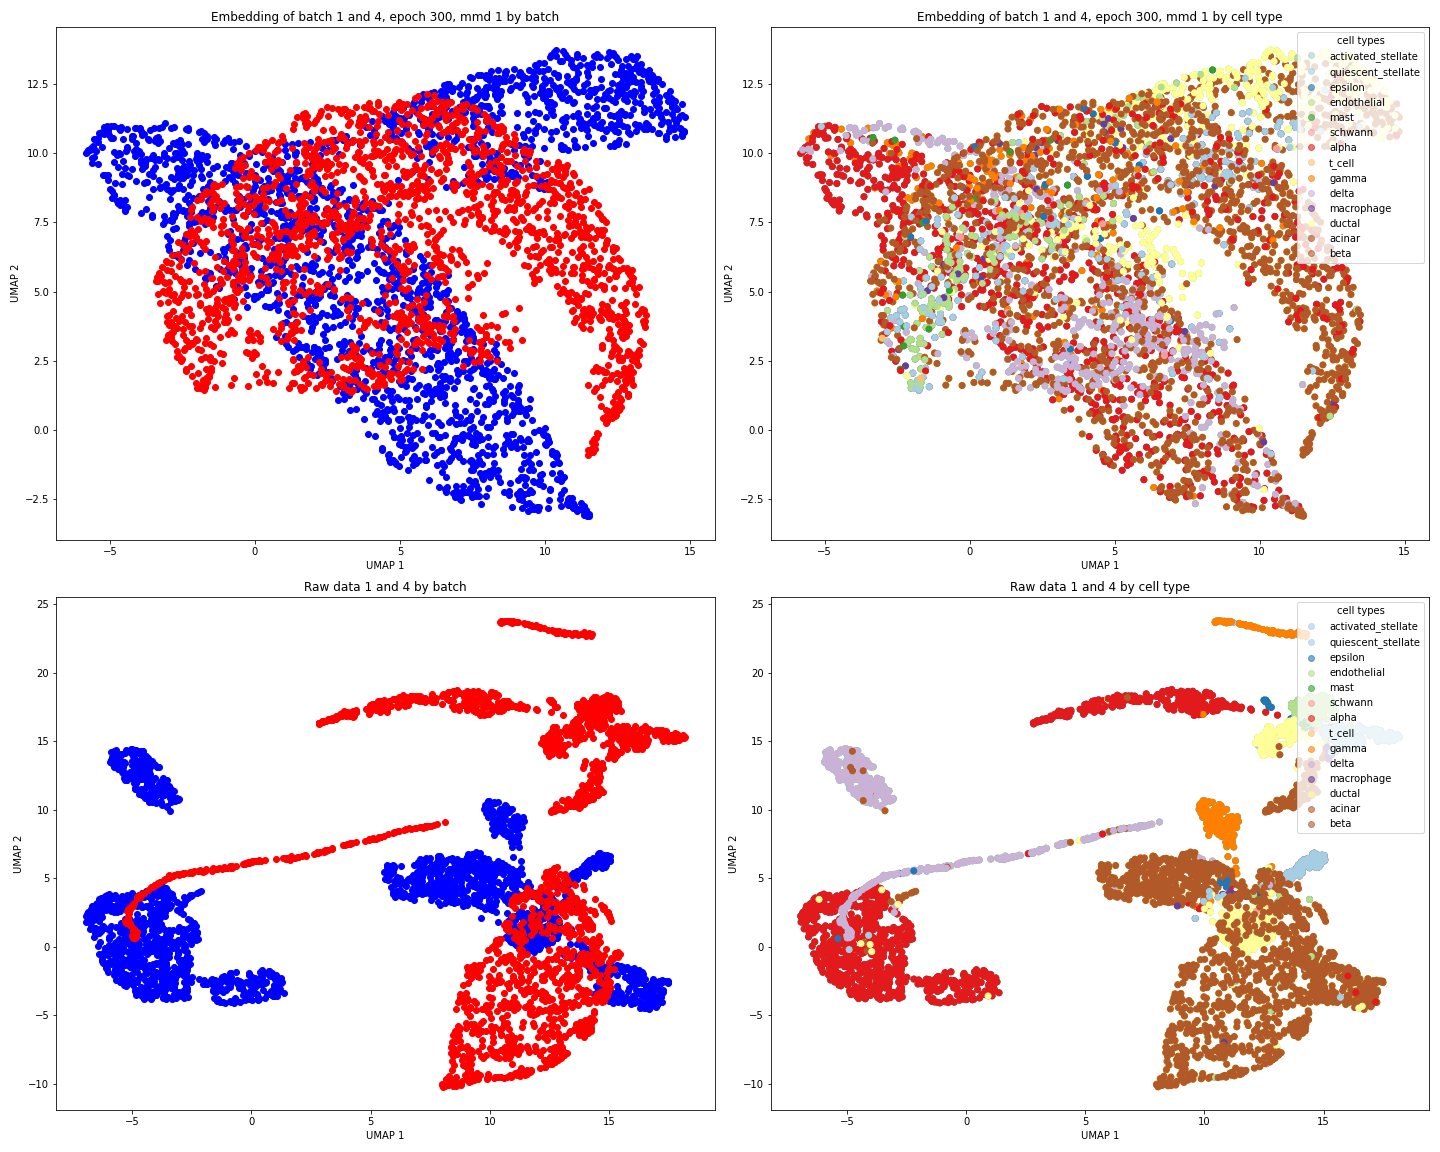 Embedding of batch 1 and 4, epoch 300, mmd 1 by batch
12.5
10.0
7.5
5.0
2.5
0.0
−2.5
UMAP 2
−5
0
5
10
15
UMAP 1
Embedding of batch 1 and 4, epoch 300, mmd 1 by cell type
12.5
10.0
7.5
5.0
2.5
0.0
−2.5
UMAP 2
cell types
activated_stellate
quiescent_stellate
epsilon
endothelial
mast
schwann
alpha
t_cell
gamma
delta
macrophage
ductal
acinar
beta
−5
0
5
10
15
UMAP 1
Raw data 1 and 4 by batch
25
20
15
10
5
0
−5
−10
UMAP 2
−5
0
5
10
15
UMAP 1
Raw data 1 and 4 by cell type
25
20
15
10
5
0
−5
−10
UMAP 2
cell types
activated_stellate
quiescent_stellate
epsilon
endothelial
mast
schwann
alpha
t_cell
gamma
delta
macrophage
ductal
acinar
beta
−5
0
5
10
15
UMAP 1